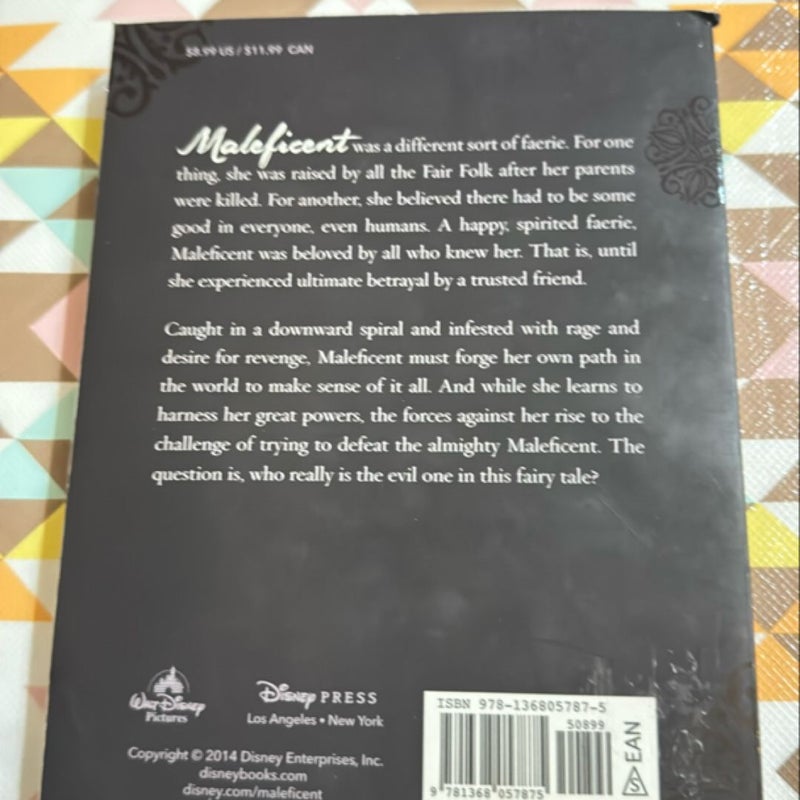 $8.99 US / $11.99 CAN
Maleficent was a different sort of faerie. For one
thing, she was raised by all the Fair Folk after her parents
were killed. For another, she believed there had to be some
good in everyone, even humans. A happy, spirited faerie,
Maleficent was beloved by all who knew her. That is, until
she experienced ultimate betrayal by a trusted friend.
Caught in a downward spiral and infested with rage and
desire for revenge, Maleficent must forge her own path in
the world to make sense of it all. And while she learns to
harness her great powers, the forces against her rise to the
challenge of trying to defeat the almighty Maleficent. The
question is, who really is the evil one in this fairy tale?
Walt Disney
Pictures
Disney PRESS
Los Angeles • New York
Copyright © 2014 Disney Enterprises, Inc.
disneybooks.com
disney.com/maleficent
ISBN 978-136805787-5
50899
9 781368 057875
S EAN